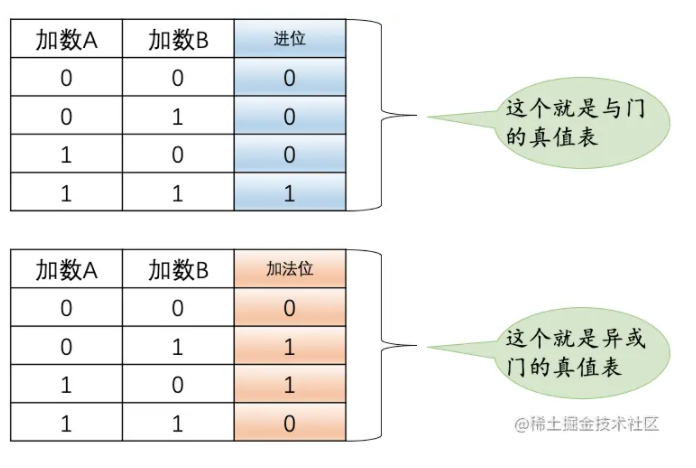 加数A 加数B 进位
0 0 0
0 1 0
1 0 0
1 1 1
这个就是与门
的真值表
加数A 加数B 加法位
0 0 0
0 1 1
1 0 1
1 1 0
这个就是异或
门的真值表
@稀土掘金技术社区